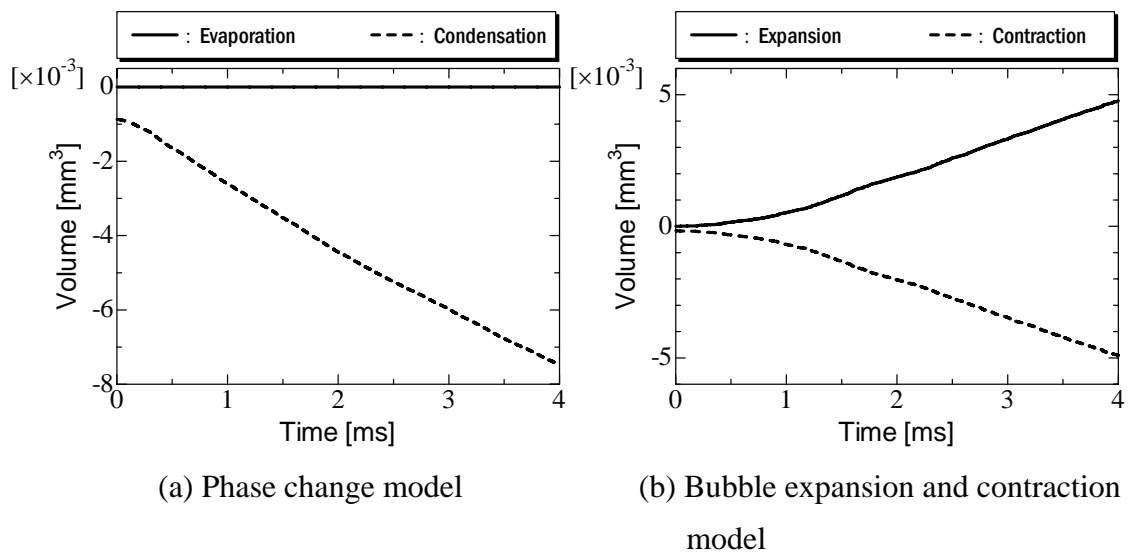 : Evaporation : Condensation
[×10⁻³]
0
-2
-4
-6
-8
Volume [mm³]
0 1 2 3 4
Time [ms]
(a) Phase change model
: Expansion : Contraction
[×10⁻³]
5
0
-5
Volume [mm³]
0 1 2 3 4
Time [ms]
(b) Bubble expansion and contraction
model